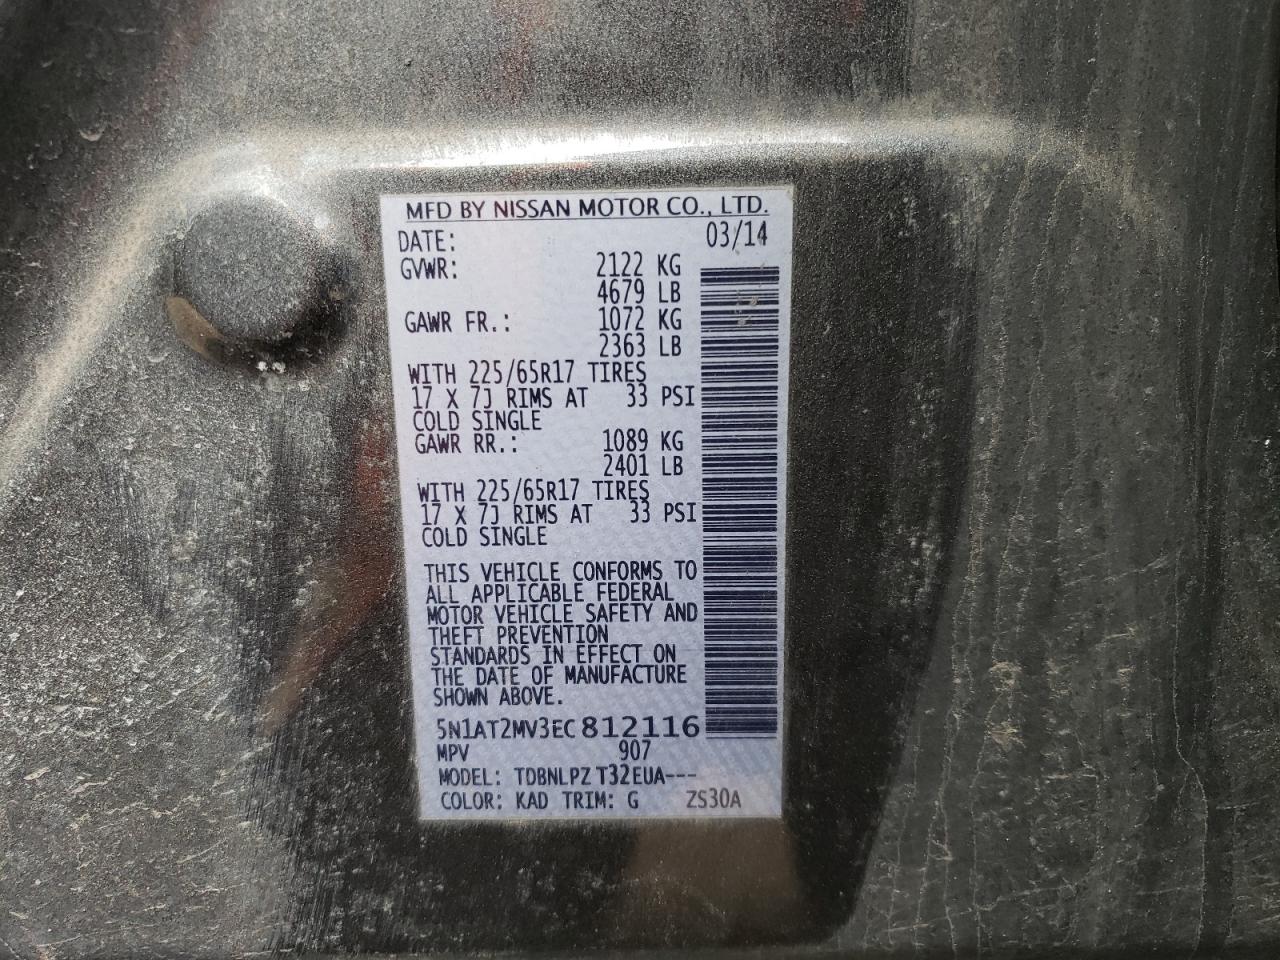 MFD BY NISSAN MOTOR CO., LTD.
DATE: 03/14
GVWR: 2122 KG
4679 LB
GAWR FR.: 1072 KG
2363 LB
WITH 225/65R17 TIRES
17 X 7J RIMS AT 33 PSI
COLD SINGLE
GAWR RR.: 1089 KG
2401 LB
WITH 225/65R17 TIRES
17 X 7J RIMS AT 33 PSI
COLD SINGLE
THIS VEHICLE CONFORMS TO
ALL APPLICABLE FEDERAL
MOTOR VEHICLE SAFETY AND
THEFT PREVENTION
STANDARDS IN EFFECT ON
THE DATE OF MANUFACTURE
SHOWN ABOVE.
5N1AT2MV3EC812116
MPV 907
MODEL: TDBNLPZ T32EUA---
COLOR: KAD TRIM: G ZS30A